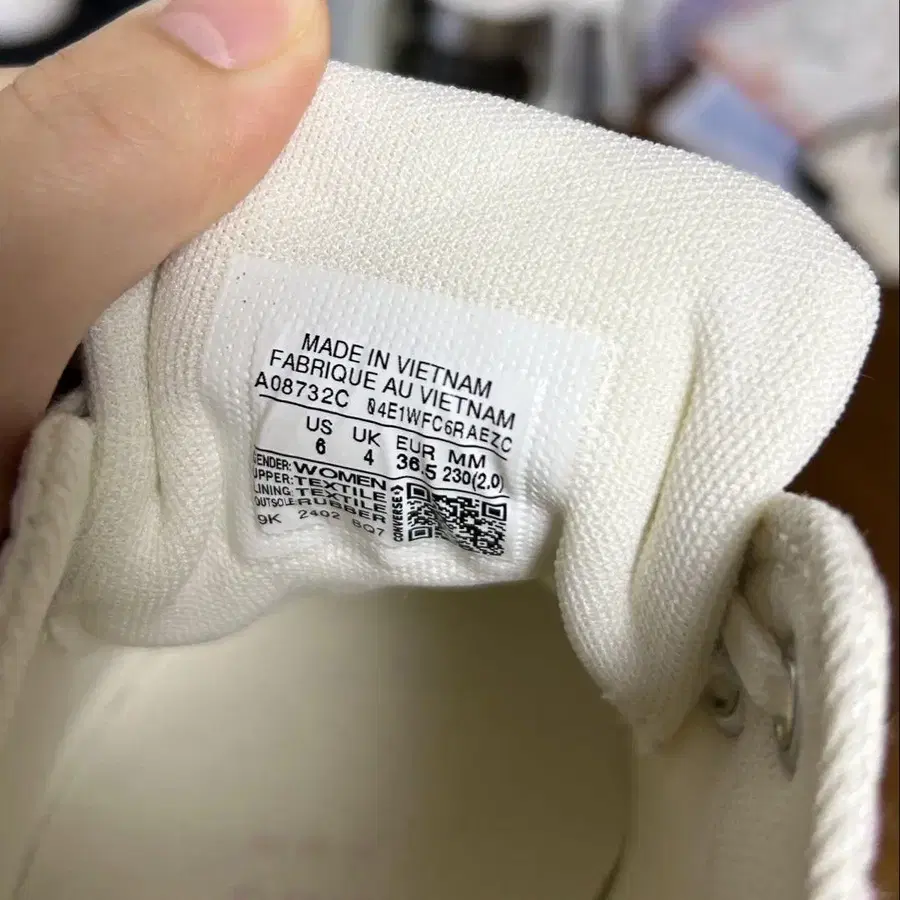 MADE IN VIETNAM
FABRIQUE AU VIETNAM
A08732C 04E1WFC6RAEZC
US UK EUR MM
6 4 36.5 230(2.0)
GENDER: WOMEN
UPPER: TEXTILE
LINING: TEXTILE
OUTSOLE: RUBBER
9K 2402 BQ7
CONVERSE